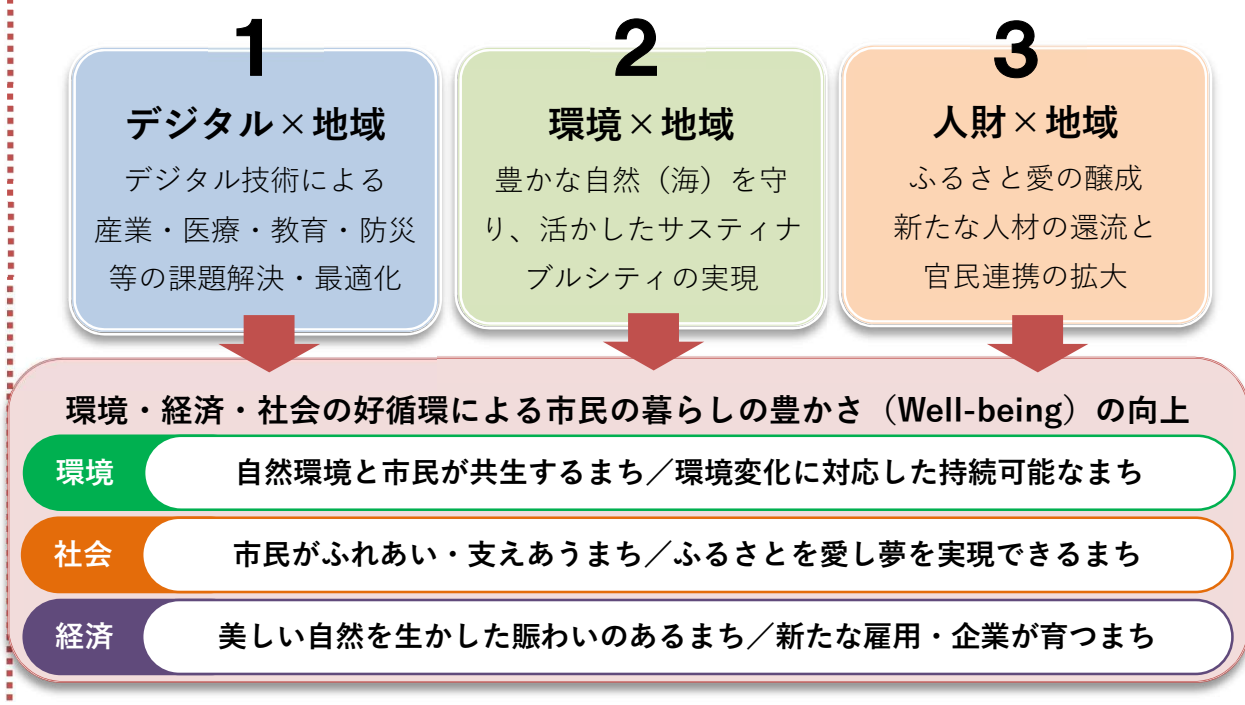 1
デジタル×地域
デジタル技術による
産業・医療・教育・防災
等の課題解決・最適化
2
環境×地域
豊かな自然（海）を守
り、活かしたサスティナ
ブルシティの実現
3
人財×地域
ふるさと愛の醸成
新たな人材の還流と
官民連携の拡大
環境・経済・社会の好循環による市民の暮らしの豊かさ（Well-being）の向上
環境
自然環境と市民が共生するまち／環境変化に対応した持続可能なまち
社会
市民がふれあい・支えあうまち／ふるさとを愛し夢を実現できるまち
経済
美しい自然を生かした賑わいのあるまち／新たな雇用・企業が育つまち